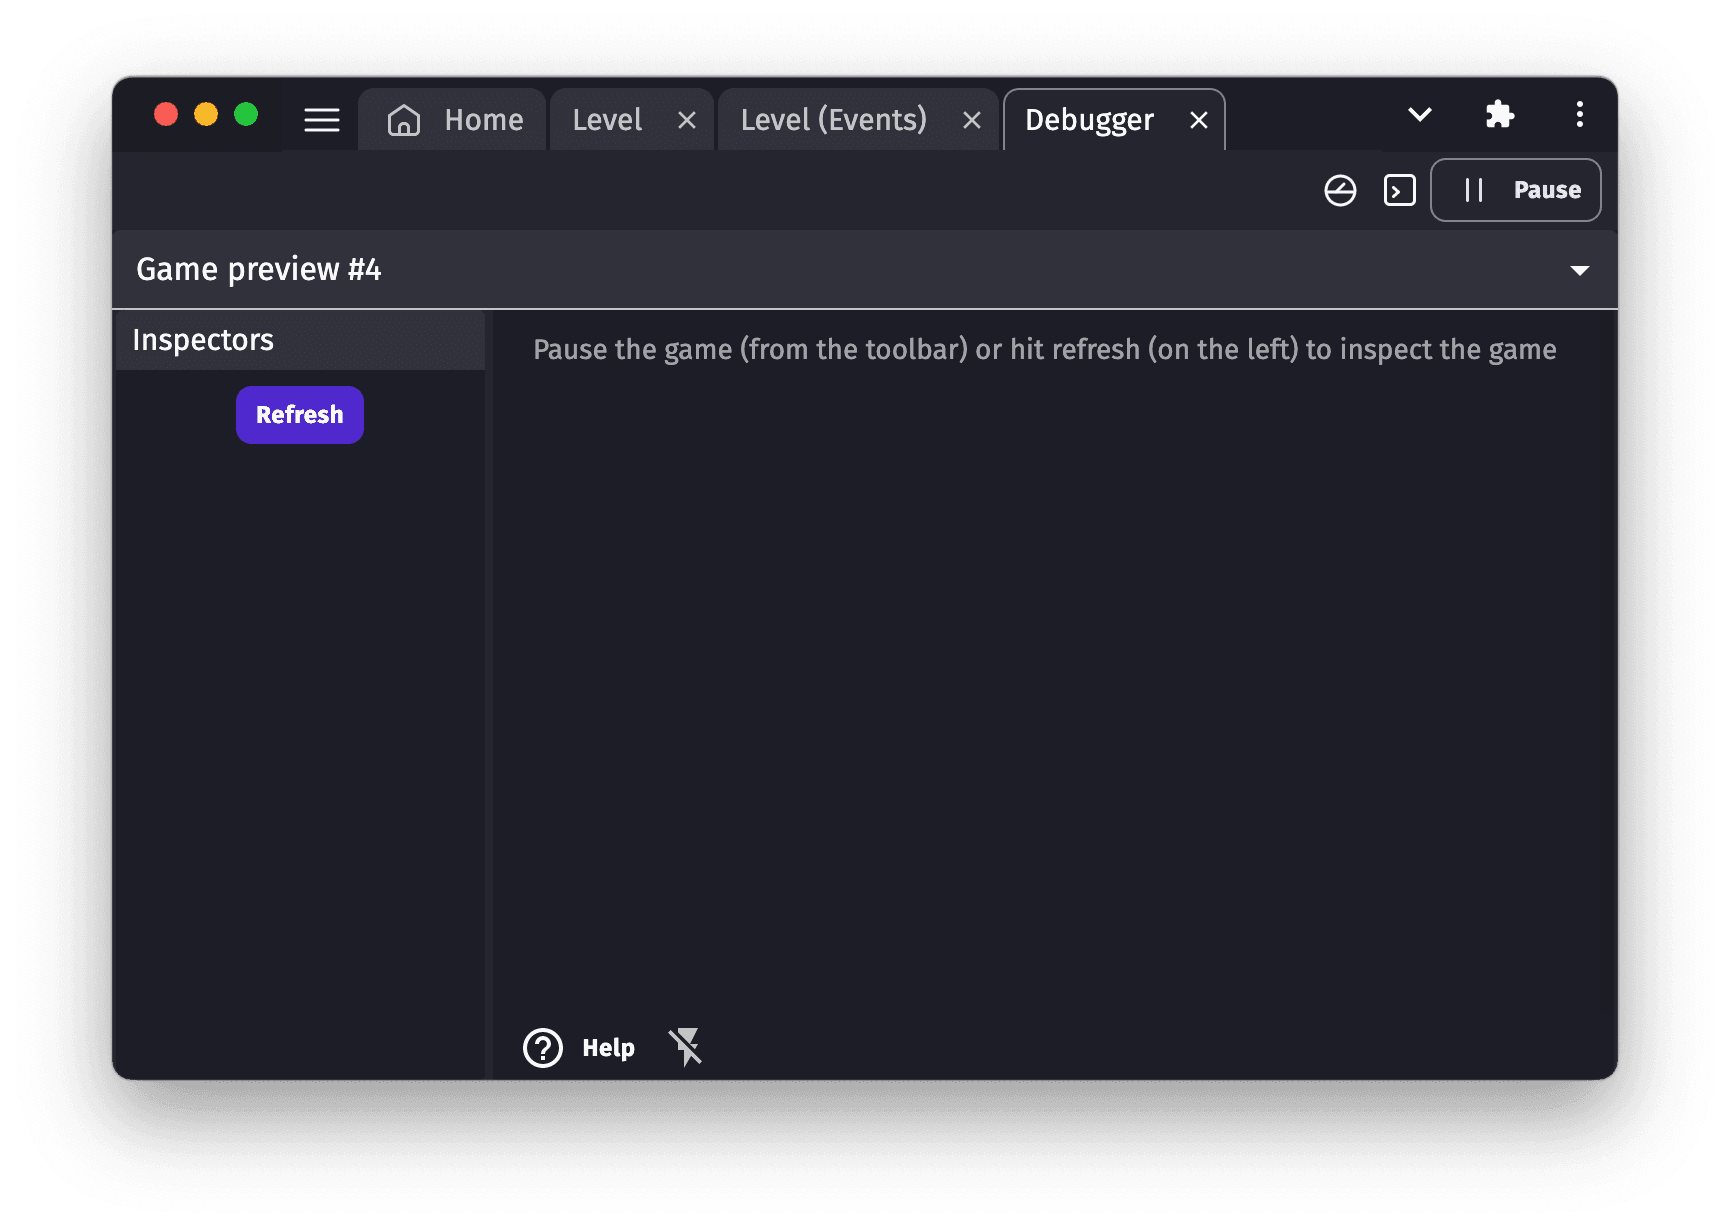 Home
Level
Level (Events)
Debugger
Pause
Game preview #4
Inspectors
Pause the game (from the toolbar) or hit refresh (on the left) to inspect the game
Refresh
Help